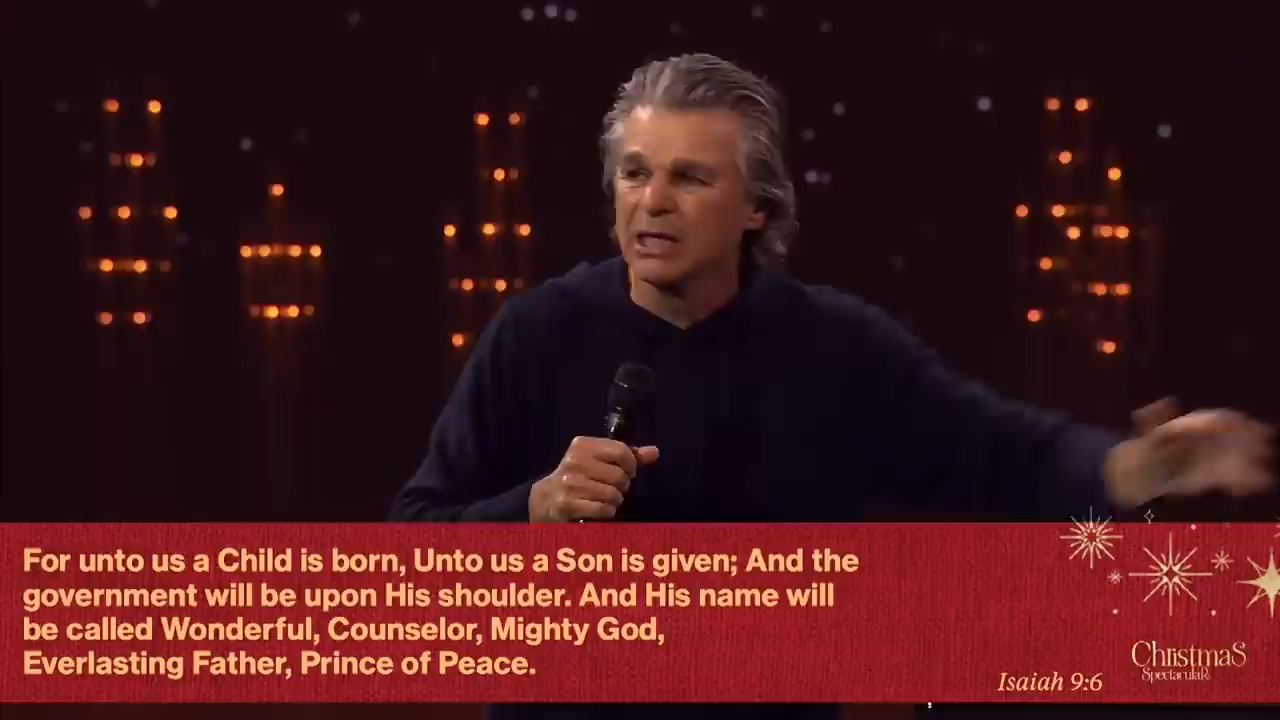 For unto us a Child is born, Unto us a Son is given; And the
government will be upon His shoulder. And His name will
be called Wonderful, Counselor, Mighty God,
Everlasting Father, Prince of Peace.
Isaiah 9:6
Christmas
Spectacular